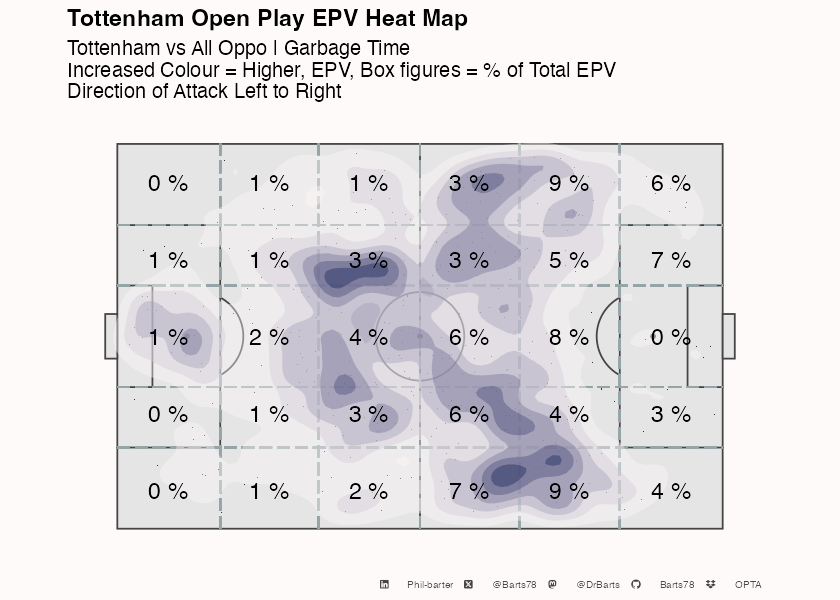 Tottenham Open Play EPV Heat Map
Tottenham vs All Oppo | Garbage Time
Increased Colour = Higher, EPV, Box figures = % of Total EPV
Direction of Attack Left to Right
0 % 1 % 1 % 3 % 9 % 6 %
1 % 1 % 3 % 3 % 5 % 7 %
1 % 2 % 4 % 6 % 8 % 0 %
0 % 1 % 3 % 6 % 4 % 3 %
0 % 1 % 2 % 7 % 9 % 4 %
Phil-barter @Barts78 @DrBarts Barts78 OPTA